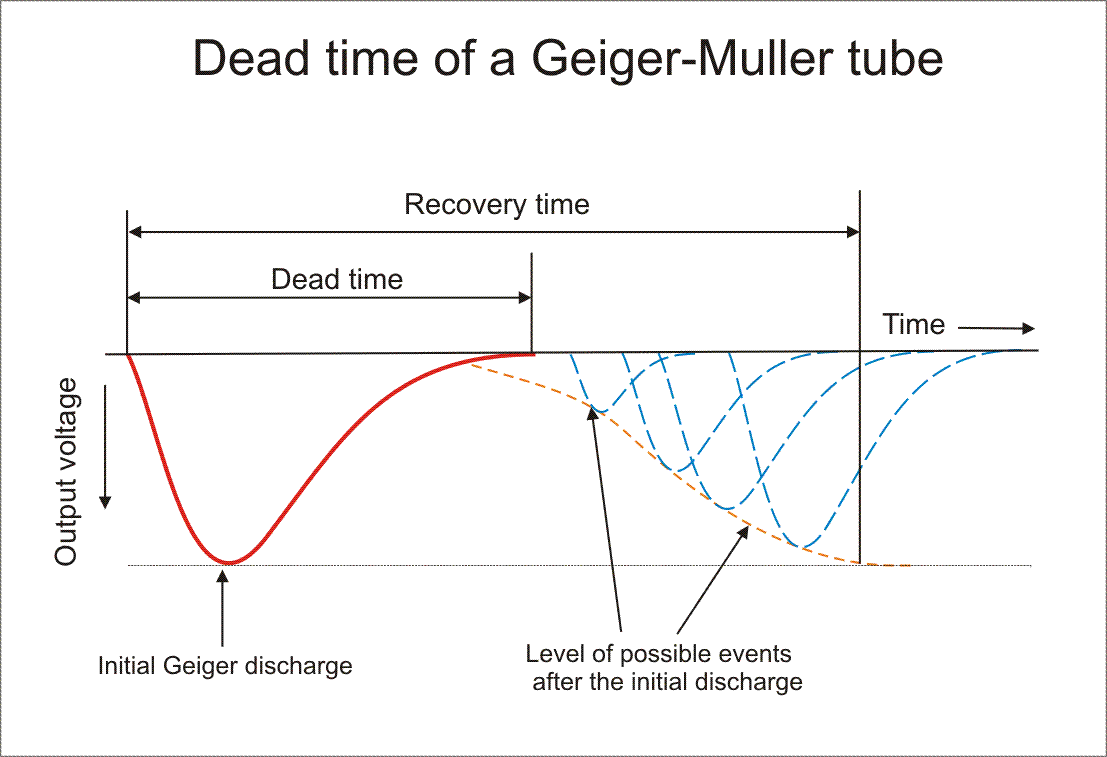 Dead time of a Geiger-Muller tube
Recovery time
Dead time
Time
Output voltage
Initial Geiger discharge
Level of possible events
after the initial discharge